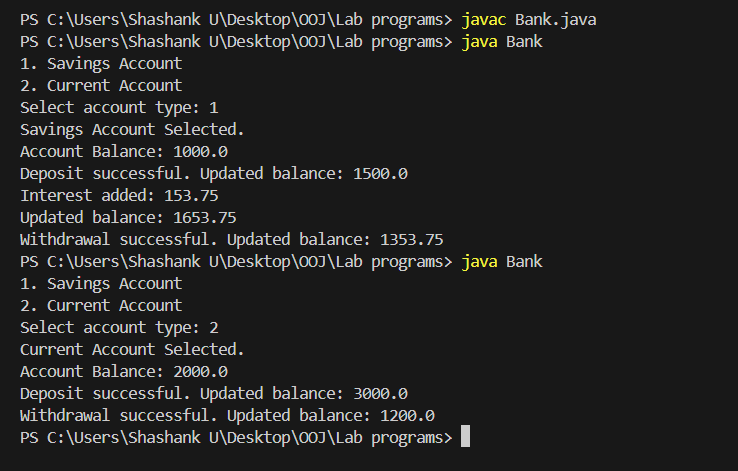 PS C:\Users\Shashank U\Desktop\OOJ\Lab programs> javac Bank.java
PS C:\Users\Shashank U\Desktop\OOJ\Lab programs> java Bank
1. Savings Account
2. Current Account
Select account type: 1
Savings Account Selected.
Account Balance: 1000.0
Deposit successful. Updated balance: 1500.0
Interest added: 153.75
Updated balance: 1653.75
Withdrawal successful. Updated balance: 1353.75
PS C:\Users\Shashank U\Desktop\OOJ\Lab programs> java Bank
1. Savings Account
2. Current Account
Select account type: 2
Current Account Selected.
Account Balance: 2000.0
Deposit successful. Updated balance: 3000.0
Withdrawal successful. Updated balance: 1200.0
PS C:\Users\Shashank U\Desktop\OOJ\Lab programs>